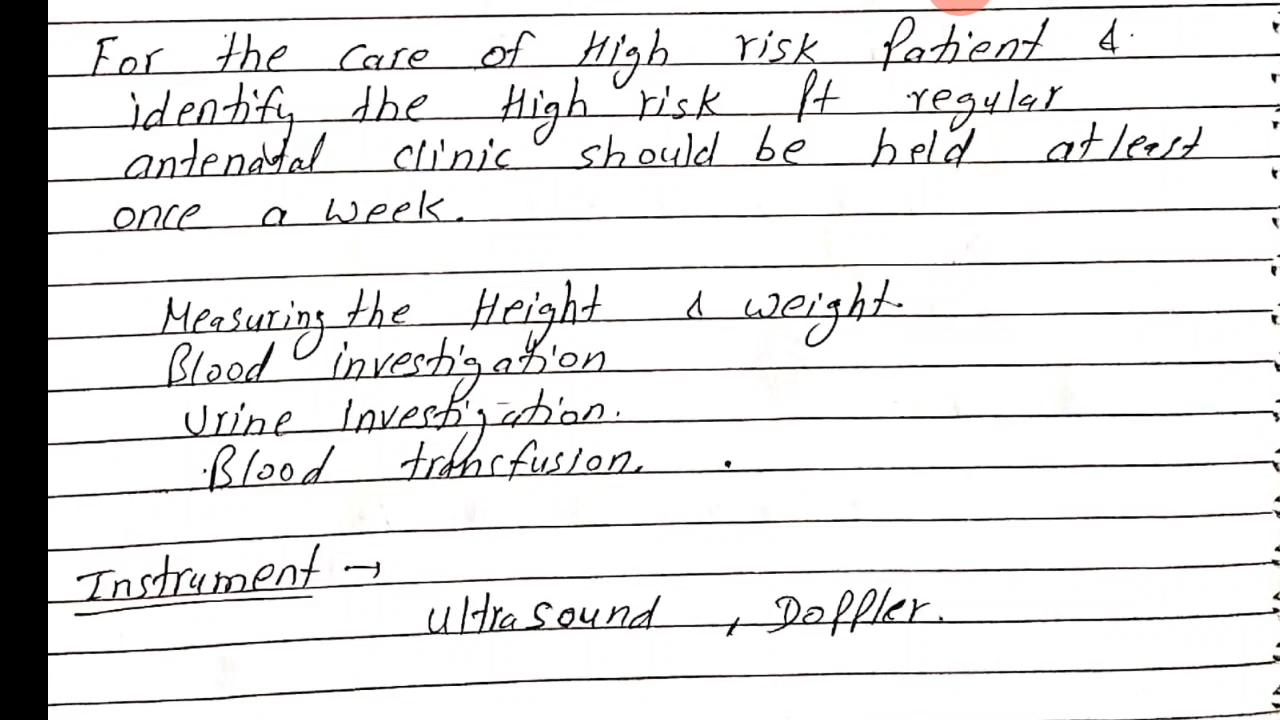 For the care of High risk Patient &
identify the High risk Pt regular
antenatal clinic should be held atleast
once a week.
Measuring the Height & weight.
Blood investigation
Urine investigation.
Blood transfusion.
Instrument →
Ultrasound , Doppler.